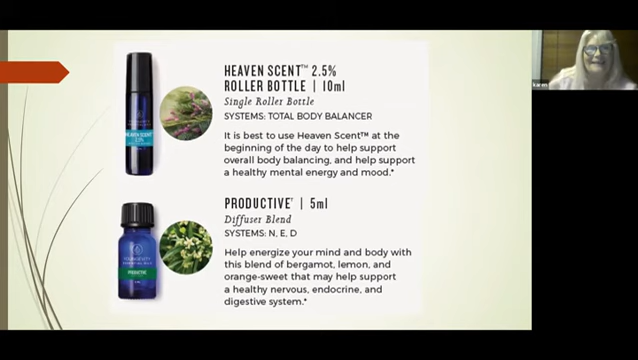 HEAVEN SCENT™ 2.5%
ROLLER BOTTLE | 10ml
Single Roller Bottle
SYSTEMS: TOTAL BODY BALANCER
It is best to use Heaven Scent™ at the
beginning of the day to help support
overall body balancing, and help support
a healthy mental energy and mood.*
HEAVEN SCENT
2.5%
PRODUCTIVE† | 5ml
Diffuser Blend
SYSTEMS: N, E, D
Help energize your mind and body with
this blend of bergamot, lemon, and
orange-sweet that may help support
a healthy nervous, endocrine, and
digestive system.*
YOUNGEVITY
ESSENTIAL OILS
PRODUCTIVE
karen